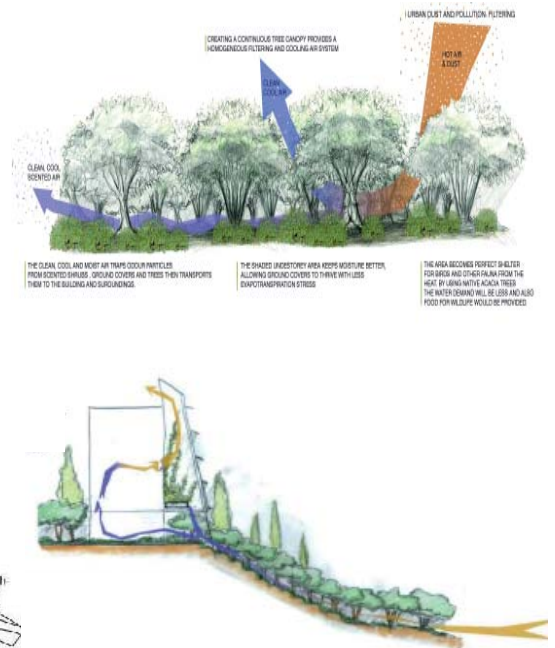 URBAN DUST AND POLLUTION FILTERING
CREATING A CONTINUOUS TREE CANOPY PROVIDES A
HOMOGENEOUS FILTERING AND COOLING AIR SYSTEM
HOT AIR
& DUST
CLEAN,
COOL AIR
CLEAN, COOL
SCENTED AIR
THE CLEAN, COOL AND MOIST AIR TRAPS ODOUR PARTICLES
FROM SCENTED SHRUBS, GROUND COVERS AND TREES THEN TRANSPORTS
THEM TO THE BUILDING AND SUROUNDINGS.
THE SHADED UNDESTOREY AREA KEEPS MOISTURE BETTER,
ALLOWING GROUND COVERS TO THRIVE WITH LESS
EVAPOTRANSPIRATION STRESS
THE AREA BECOMES PERFECT SHELTER
FOR BIRDS AND OTHER FAUNA FROM THE
HEAT. BY USING NATIVE ACACIA TREES
THE WATER DEMAND WILL BE LESS AND ALSO
FOOD FOR WILDLIFE WOULD BE PROVIDED